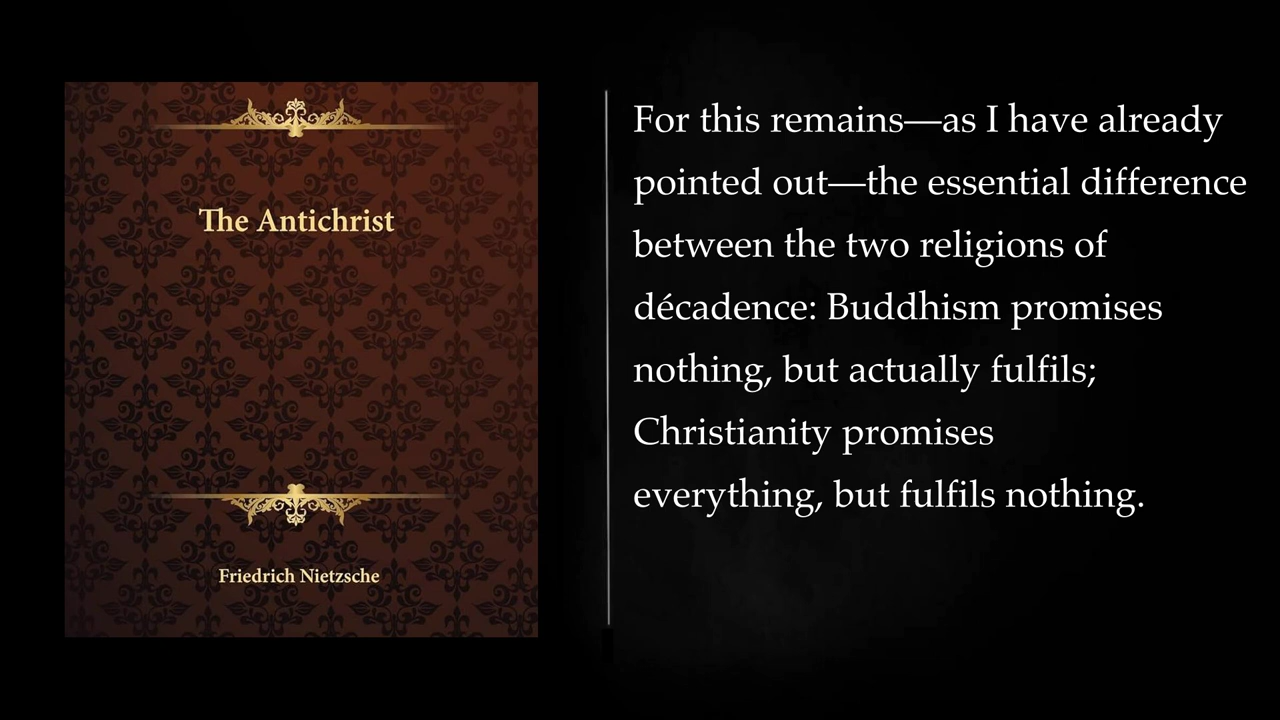 The Antichrist
Friedrich Nietzsche
For this remains—as I have already
pointed out—the essential difference
between the two religions of
décadence: Buddhism promises
nothing, but actually fulfils;
Christianity promises
everything, but fulfils nothing.